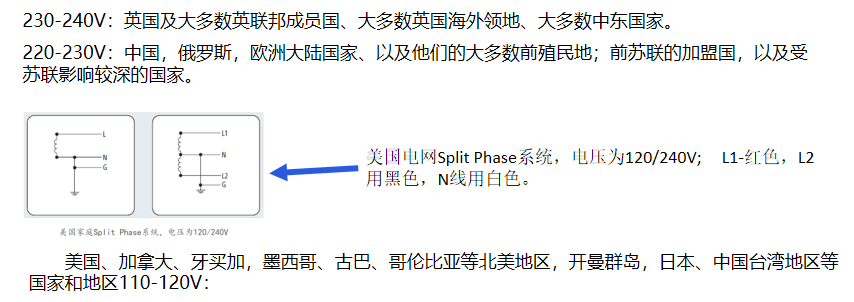 230-240V：英国及大多数英联邦成员国、大多数英国海外领地、大多数中东国家。
220-230V：中国，俄罗斯，欧洲大陆国家、以及他们的大多数前殖民地；前苏联的加盟国，以及受
苏联影响较深的国家。
L
N
G
L1
N
L2
G
美国电网Split Phase系统，电压为120/240V； L1-红色，L2
用黑色，N线用白色。
美国家庭Split Phase系统，电压为120/240V
美国、加拿大、牙买加，墨西哥、古巴、哥伦比亚等北美地区，开曼群岛，日本、中国台湾地区等
国家和地区110-120V：